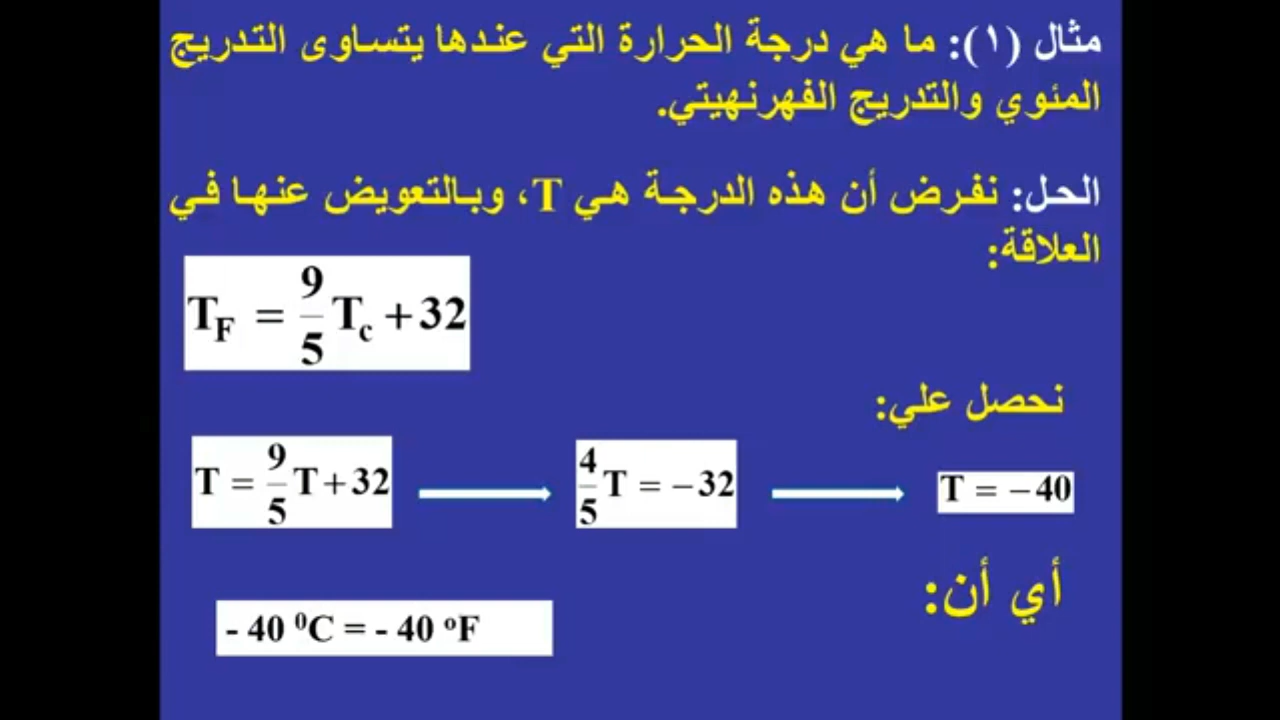 مثال (١): ما هي درجة الحرارة التي عندها يتساوى التدريج
المئوي والتدريج الفهرنهيتي.
الحل: نفرض أن هذه الدرجة هي T، وبالتعويض عنها في
العلاقة:
T_F = 9/5 T_c + 32
نحصل علي:
T = 9/5 T + 32
4/5 T = − 32
T = − 40
أي أن:
- 40 ⁰C = - 40 ᵒF